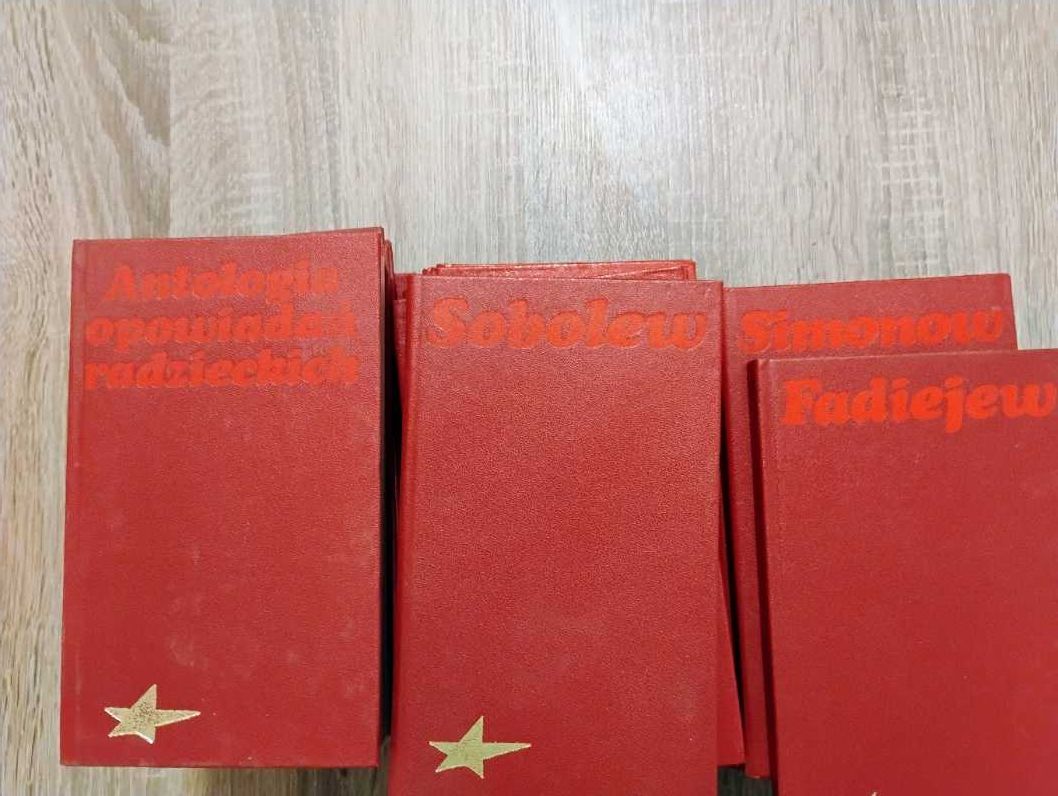 Antologia
opowiadań
radzieckich
Sobolew
Simonow
Fadiejew